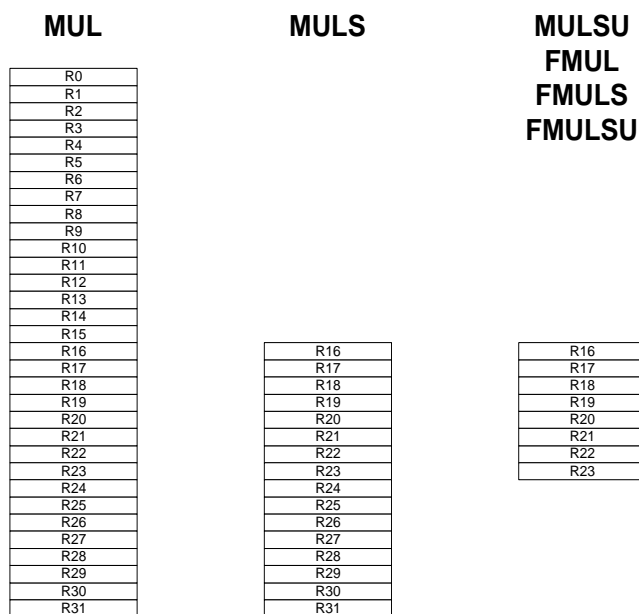 MUL
R0
R1
R2
R3
R4
R5
R6
R7
R8
R9
R10
R11
R12
R13
R14
R15
R16
R17
R18
R19
R20
R21
R22
R23
R24
R25
R26
R27
R28
R29
R30
R31
MULS
R16
R17
R18
R19
R20
R21
R22
R23
R24
R25
R26
R27
R28
R29
R30
R31
MULSU
FMUL
FMULS
FMULSU
R16
R17
R18
R19
R20
R21
R22
R23